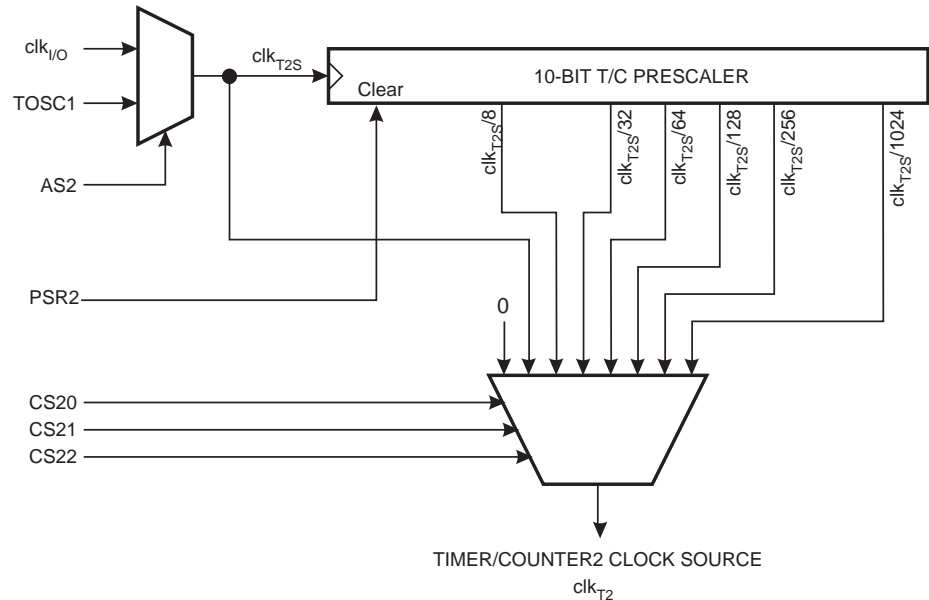 clkI/O
clkT2S
10-BIT T/C PRESCALER
TOSC1
Clear
clkT2S/8
clkT2S/32
clkT2S/64
clkT2S/128
clkT2S/256
clkT2S/1024
AS2
PSR2
0
CS20
CS21
CS22
TIMER/COUNTER2 CLOCK SOURCE
clkT2